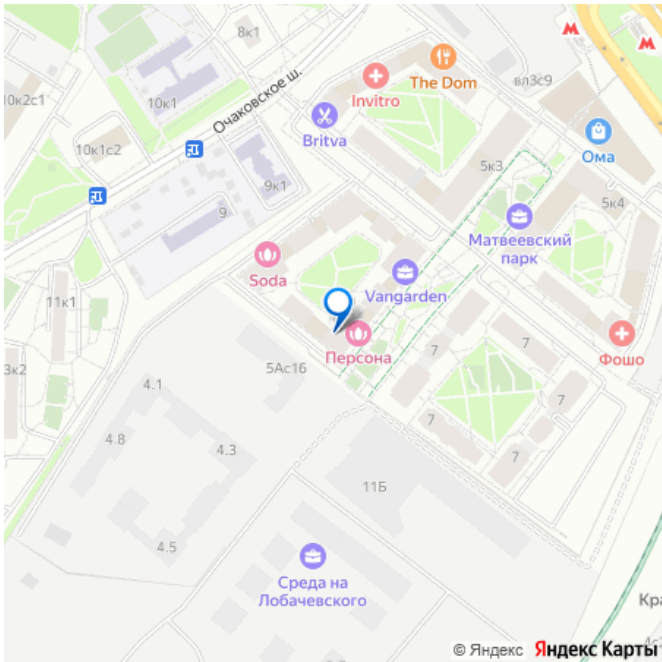 8к1
вл3с9
The Dom
Invitro
10к2с1
10к1
Очаковское ш.
Britva
Ома
10к1с2
5к3
9к1
5к4
9
Матвеевский
парк
Soda
Vangarden
11к1
Персона
7
7
Фошо
3к2
5Ас16
4.1
7
7
4.8
4.3
11Б
4.5
Среда на
Лобачевского
Кра
© Яндекс Яндекс Карты